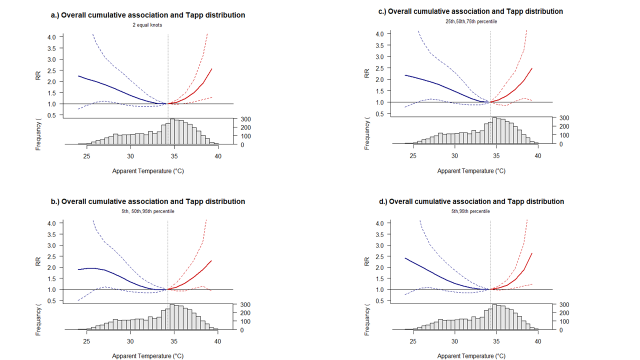 a.) Overall cumulative association and Tapp distribution
2 equal knots
4.0
3.5
3.0
2.5
2.0
1.5
1.0
0.5
RR
Frequency (
300
200
100
0
25 30 35 40
Apparent Temperature (°C)
c.) Overall cumulative association and Tapp distribution
25th,50th,75th percentile
4.0
3.5
3.0
2.5
2.0
1.5
1.0
0.5
RR
Frequency (
300
200
100
0
25 30 35 40
Apparent Temperature (°C)
b.) Overall cumulative association and Tapp distribution
5th, 50th,95th percentile
4.0
3.5
3.0
2.5
2.0
1.5
1.0
0.5
RR
Frequency (
300
200
100
0
25 30 35 40
Apparent Temperature (°C)
d.) Overall cumulative association and Tapp distribution
5th,99th percentile
4.0
3.5
3.0
2.5
2.0
1.5
1.0
0.5
RR
Frequency (
300
200
100
0
25 30 35 40
Apparent Temperature (°C)